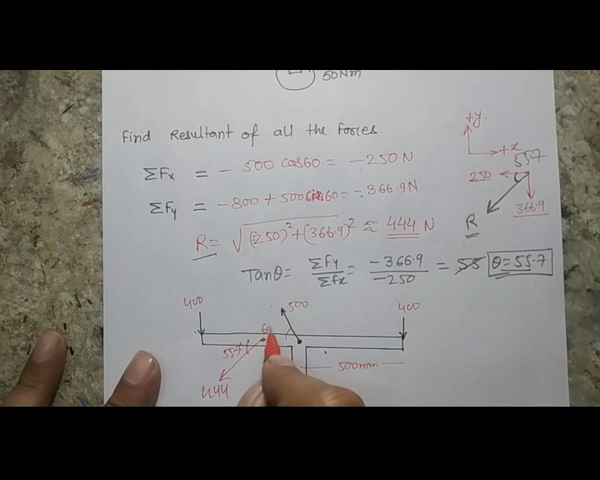 50Nm
Find Resultant of all the forces.
+y
+x
ΣFx = - 500 cos60 = -250 N
55.7
250
366.9
R
ΣFy = -800 + 500 sin60 = -366.9 N
R = √(250)²+(366.9)² ≈ 444 N
Tanθ = ΣFy/ΣFx = -366.9/-250 = 55 θ = 55.7
400
500
400
55.7
500mm
444